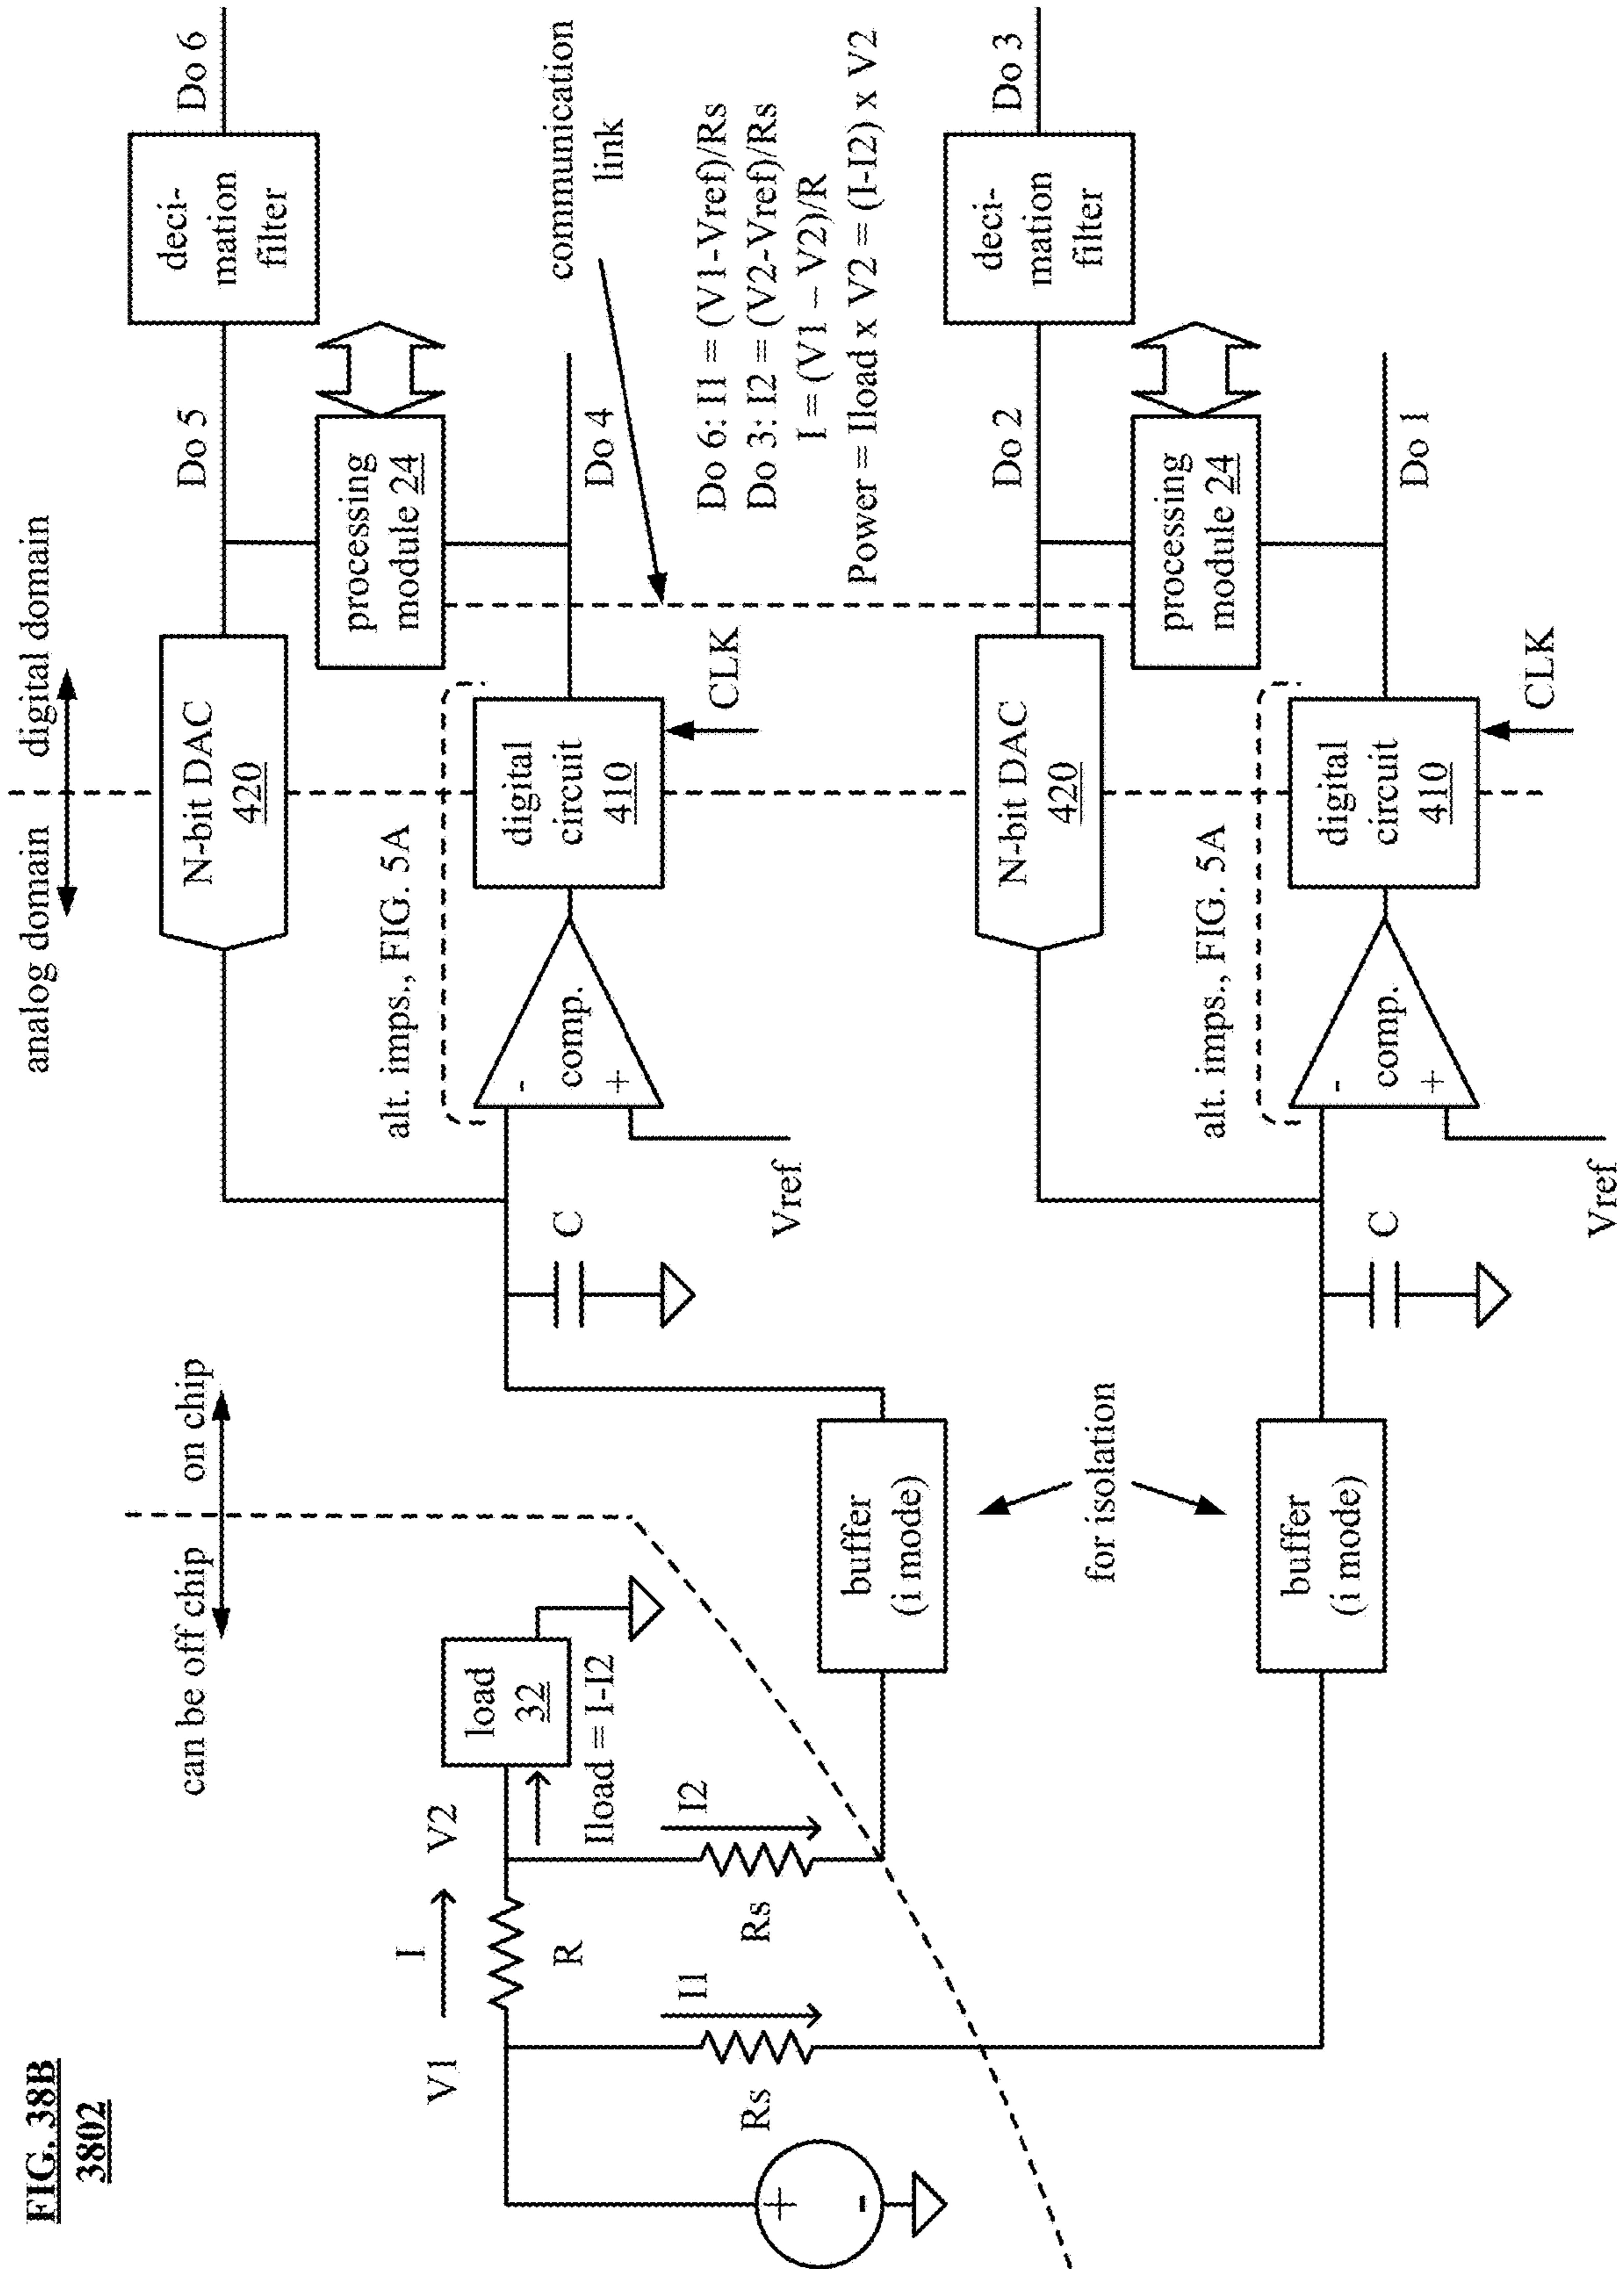 FIG. 38B
3802
can be off chip on chip
analog domain digital domain
N-bit DAC
420
Do 5
deci-
mation
filter
Do 6
processing
module 24
alt. imps., FIG. 5A
-
comp.
+
digital
circuit
410
Do 4
CLK
Vref
C
V1
I
V2
R
load
32
Iload = I-I2
I1
Rs
I2
Rs
+
-
buffer
(i mode)
for isolation
buffer
(i mode)
communication
link
Do 6: I1 = (V1-Vref)/Rs
Do 3: I2 = (V2-Vref)/Rs
I = (V1 – V2)/R
Power = Iload x V2 = (I-I2) x V2
N-bit DAC
420
Do 2
deci-
mation
filter
Do 3
processing
module 24
alt. imps., FIG. 5A
-
comp.
+
digital
circuit
410
Do 1
CLK
Vref
C